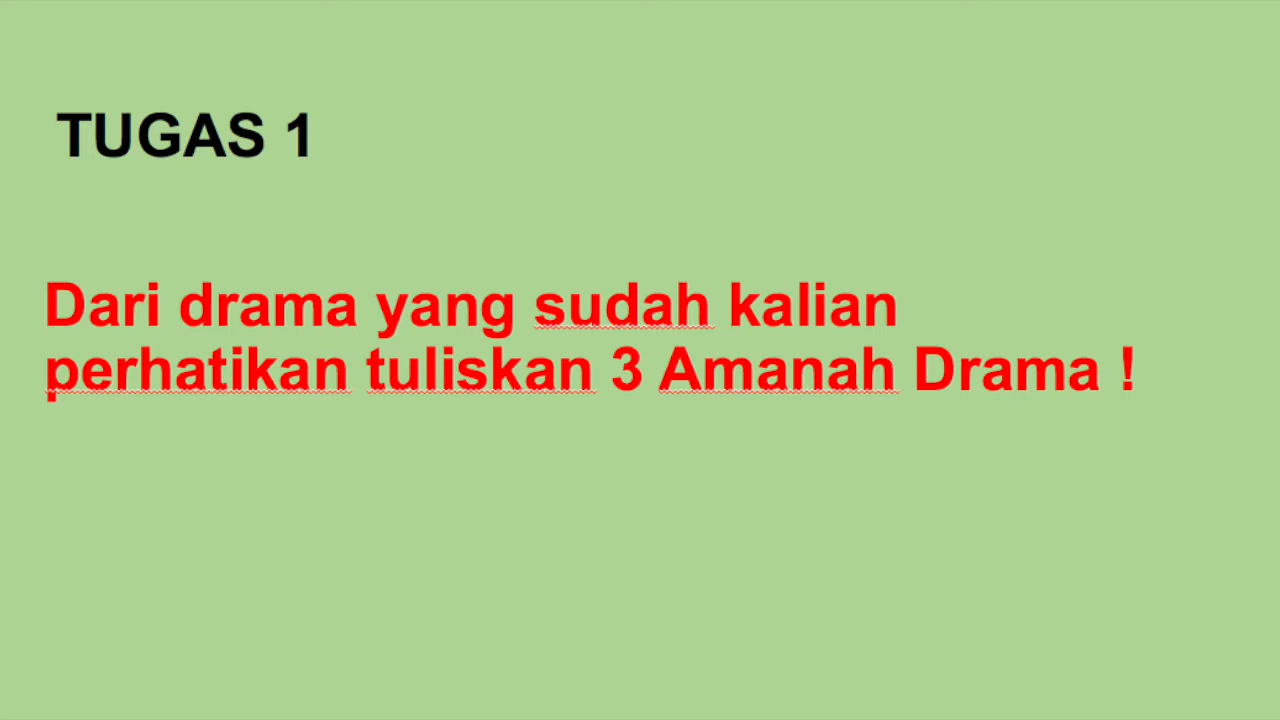 TUGAS 1
Dari drama yang sudah kalian
perhatikan tuliskan 3 Amanah Drama !